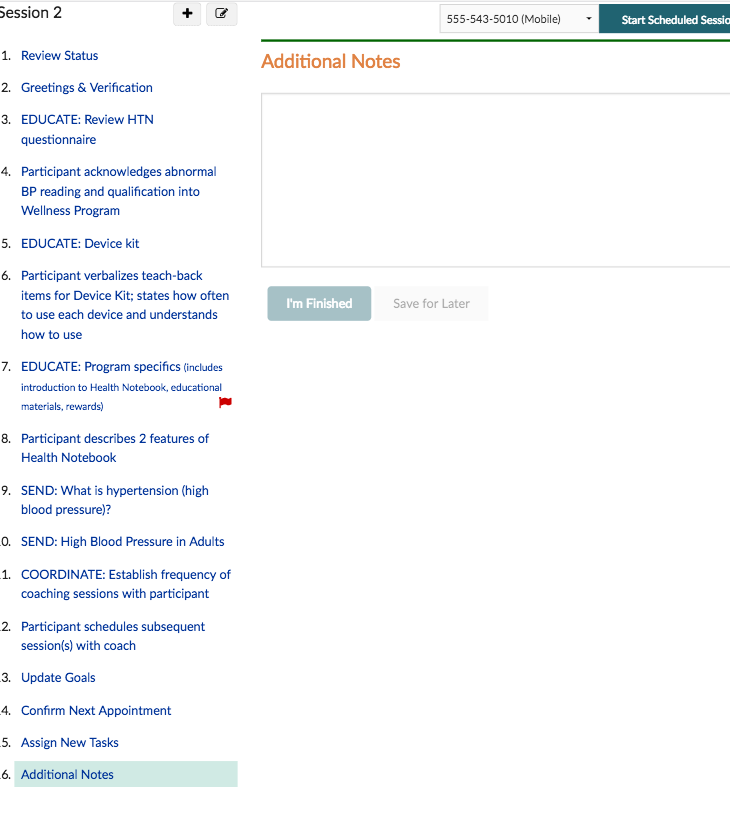 Session 2
555-543-5010 (Mobile)
Start Scheduled Sessio
1. Review Status
2. Greetings & Verification
3. EDUCATE: Review HTN
questionnaire
4. Participant acknowledges abnormal
BP reading and qualification into
Wellness Program
5. EDUCATE: Device kit
6. Participant verbalizes teach-back
items for Device Kit; states how often
to use each device and understands
how to use
7. EDUCATE: Program specifics (includes
introduction to Health Notebook, educational
materials, rewards)
8. Participant describes 2 features of
Health Notebook
9. SEND: What is hypertension (high
blood pressure)?
0. SEND: High Blood Pressure in Adults
1. COORDINATE: Establish frequency of
coaching sessions with participant
2. Participant schedules subsequent
session(s) with coach
3. Update Goals
4. Confirm Next Appointment
5. Assign New Tasks
6. Additional Notes
Additional Notes
I'm Finished
Save for Later